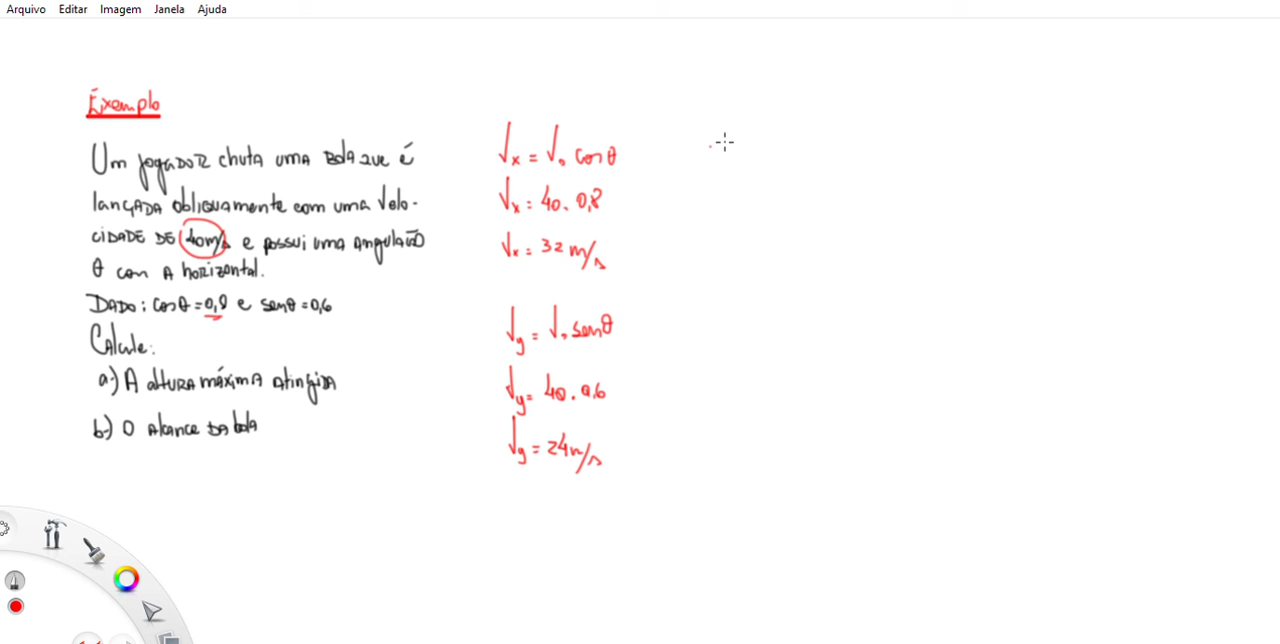 Arquivo Editar Imagem Janela Ajuda
Exemplo
Um jogador chuta uma bola que é
lançada obliquamente com uma velo-
cidade de 40m/s e possui uma angulação
θ com a horizontal.
Dado: cosθ = 0,8 e senθ = 0,6
Calcule:
a) A altura máxima atingida
b) O alcance da bola
Vx = V₀ cosθ
Vx = 40 . 0,8
Vx = 32 m/s
Vy = V₀ senθ
Vy = 40 . 0,6
Vy = 24 m/s